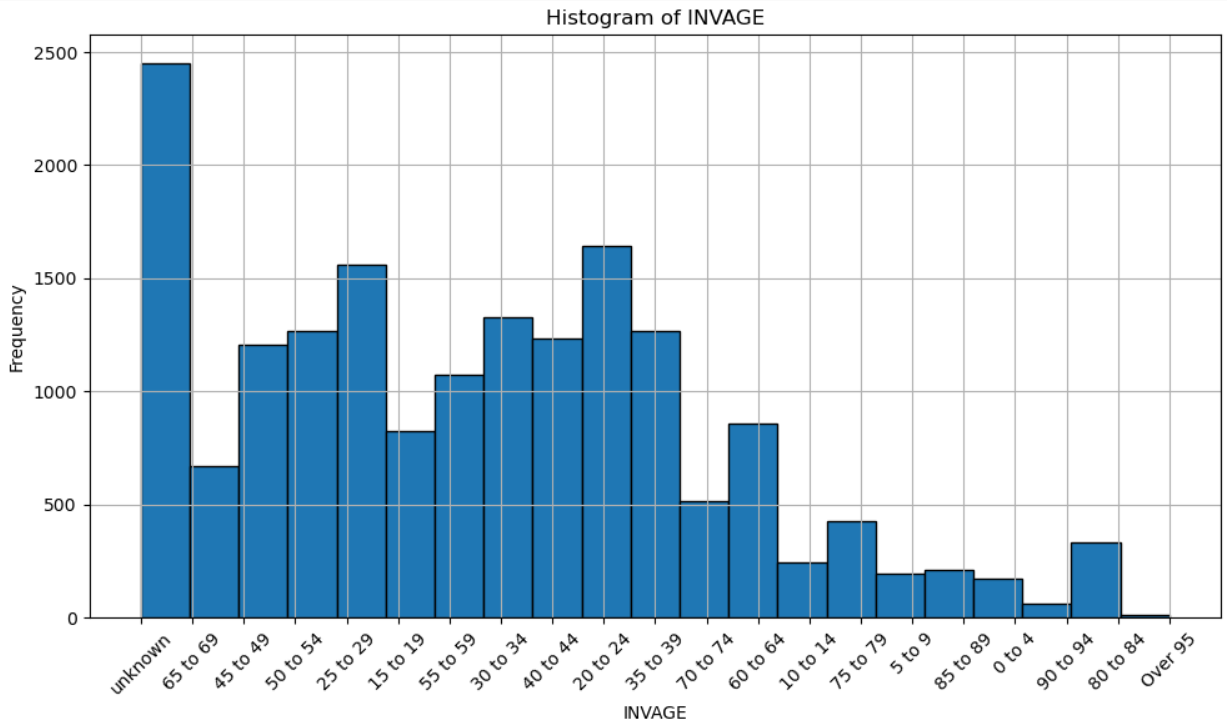 Histogram of INVAGE
2500
2000
1500
1000
500
0
Frequency
unknown
65 to 69
45 to 49
50 to 54
25 to 29
15 to 19
55 to 59
30 to 34
40 to 44
20 to 24
35 to 39
70 to 74
60 to 64
10 to 14
75 to 79
5 to 9
85 to 89
0 to 4
90 to 94
80 to 84
Over 95
INVAGE